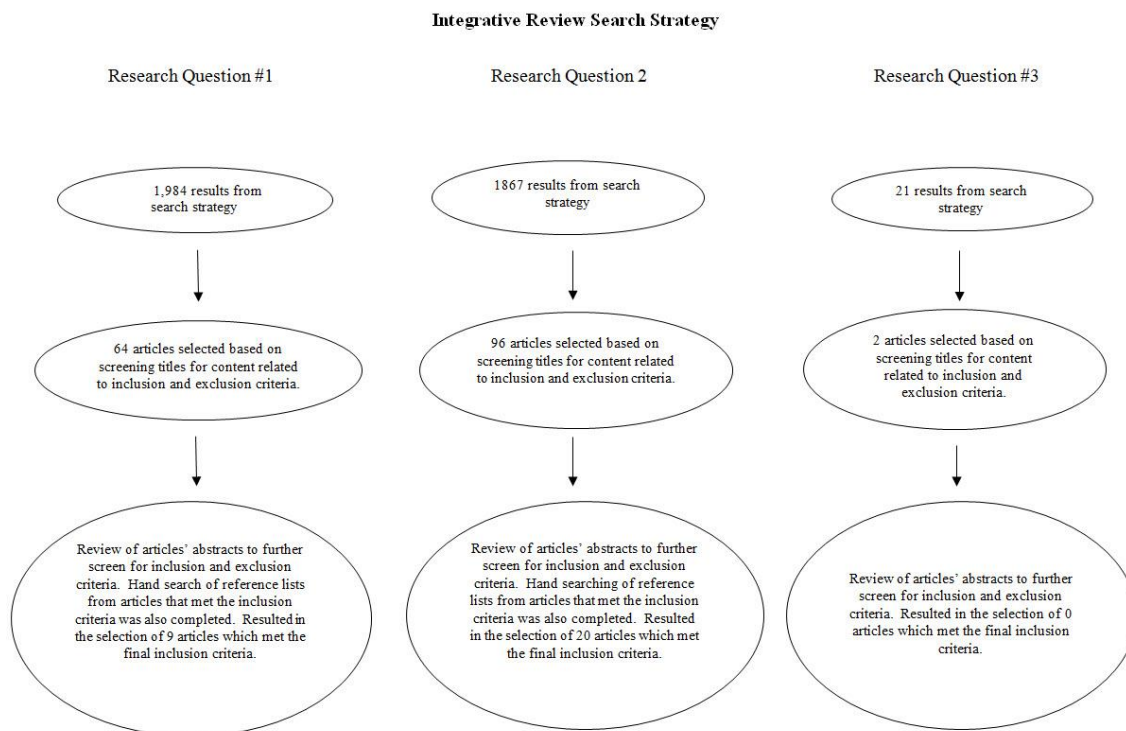 Integrative Review Search Strategy
Research Question #1
Research Question 2
Research Question #3
1,984 results from
search strategy
1867 results from search
strategy
21 results from search
strategy
64 articles selected based on
screening titles for content related
to inclusion and exclusion criteria.
96 articles selected based on
screening titles for content related
to inclusion and exclusion criteria.
2 articles selected based on
screening titles for content
related to inclusion and
exclusion criteria.
Review of articles’ abstracts to further
screen for inclusion and exclusion
criteria. Hand search of reference lists
from articles that met the inclusion
criteria was also completed. Resulted in
the selection of 9 articles which met the
final inclusion criteria.
Review of articles’ abstracts to further
screen for inclusion and exclusion
criteria. Hand searching of reference
lists from articles that met the inclusion
criteria was also completed. Resulted
in the selection of 20 articles which met
the final inclusion criteria.
Review of articles’ abstracts to further
screen for inclusion and exclusion
criteria. Resulted in the selection of 0
articles which met the final inclusion
criteria.